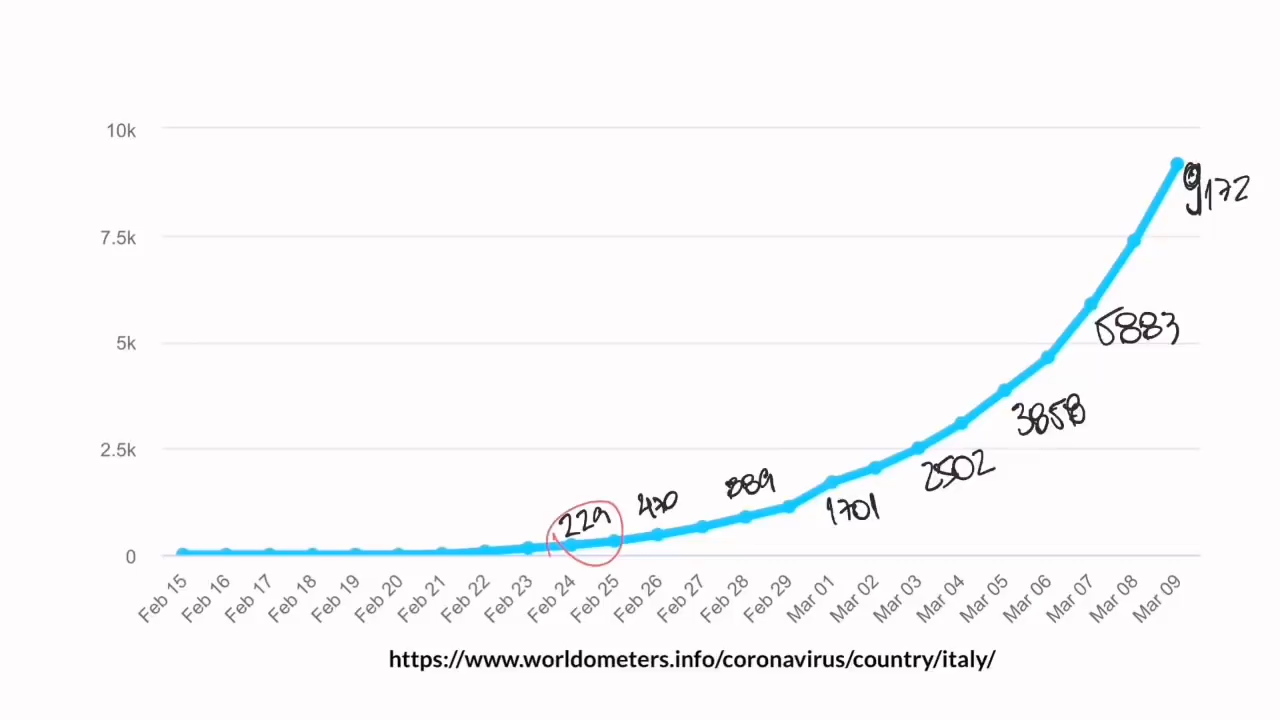 10k
9172
7.5k
5k
5883
3858
2.5k
2502
889
470
1701
229
0
Feb 15 Feb 16 Feb 17 Feb 18 Feb 19 Feb 20 Feb 21 Feb 22 Feb 23 Feb 24 Feb 25 Feb 26 Feb 27 Feb 28 Feb 29 Mar 01 Mar 02 Mar 03 Mar 04 Mar 05 Mar 06 Mar 07 Mar 08 Mar 09
https://www.worldometers.info/coronavirus/country/italy/